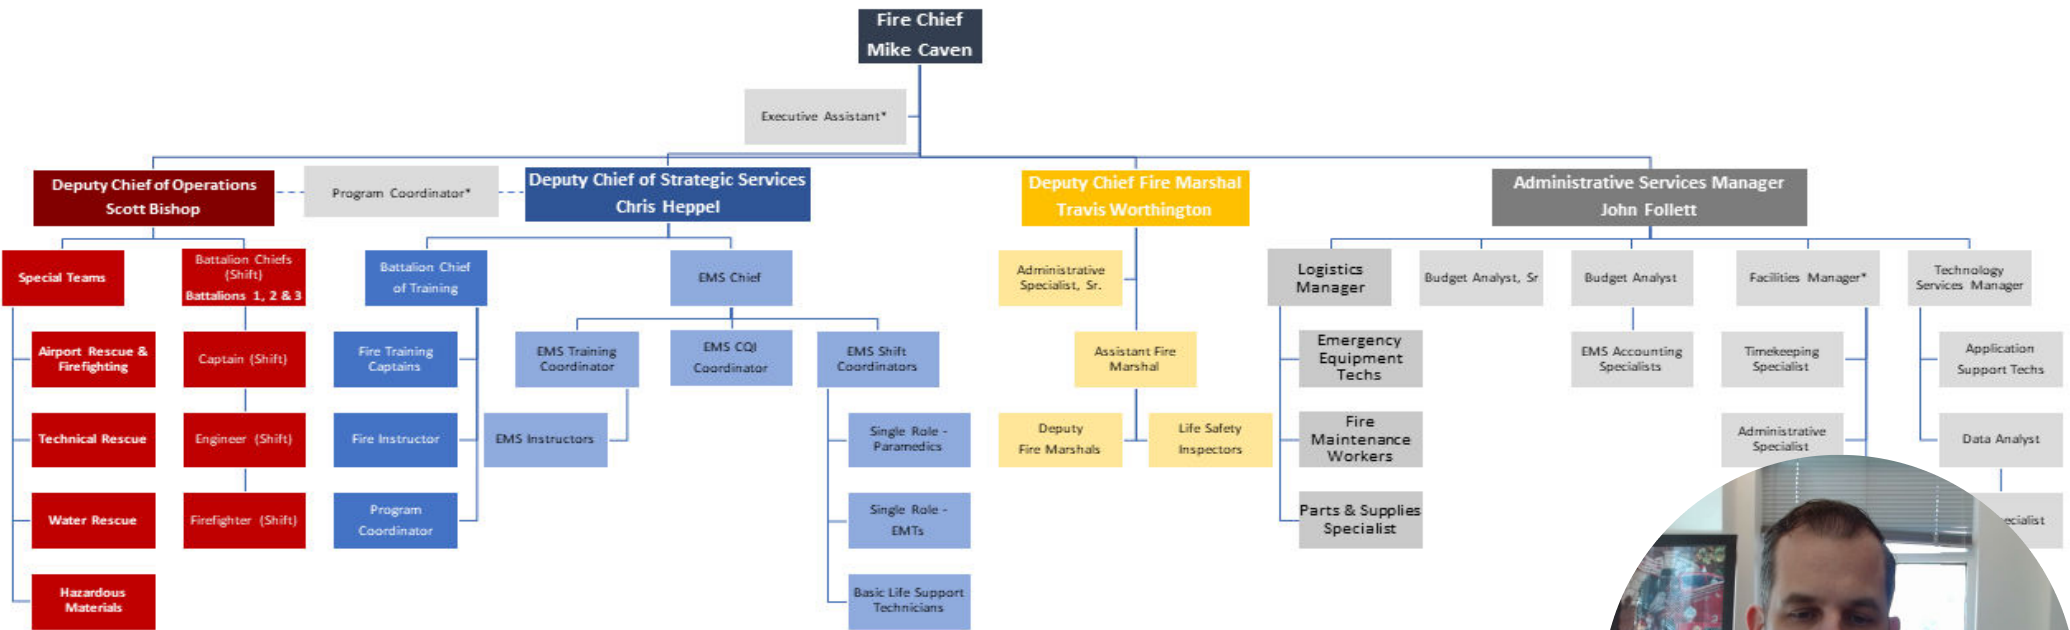 Fire Chief
Mike Caven
Executive Assistant*
Deputy Chief of Operations
Scott Bishop
Program Coordinator*
Deputy Chief of Strategic Services
Chris Heppel
Deputy Chief Fire Marshal
Travis Worthington
Administrative Services Manager
John Follett
Special Teams
Battalion Chiefs
(Shift)
Battalions 1, 2 & 3
Battalion Chief
of Training
EMS Chief
Administrative
Specialist, Sr.
Logistics
Manager
Budget Analyst, Sr
Budget Analyst
Facilities Manager*
Technology
Services Manager
Airport Rescue &
Firefighting
Captain (Shift)
Fire Training
Captains
EMS Training
Coordinator
EMS CQI
Coordinator
EMS Shift
Coordinators
Assistant Fire
Marshal
Emergency
Equipment
Techs
EMS Accounting
Specialists
Timekeeping
Specialist
Application
Support Techs
Technical Rescue
Engineer (Shift)
Fire Instructor
EMS Instructors
Single Role -
Paramedics
Deputy
Fire Marshals
Life Safety
Inspectors
Fire
Maintenance
Workers
Administrative
Specialist
Data Analyst
Water Rescue
Firefighter (Shift)
Program
Coordinator
Single Role -
EMTs
Parts & Supplies
Specialist
Hazardous
Materials
Basic Life Support
Technicians